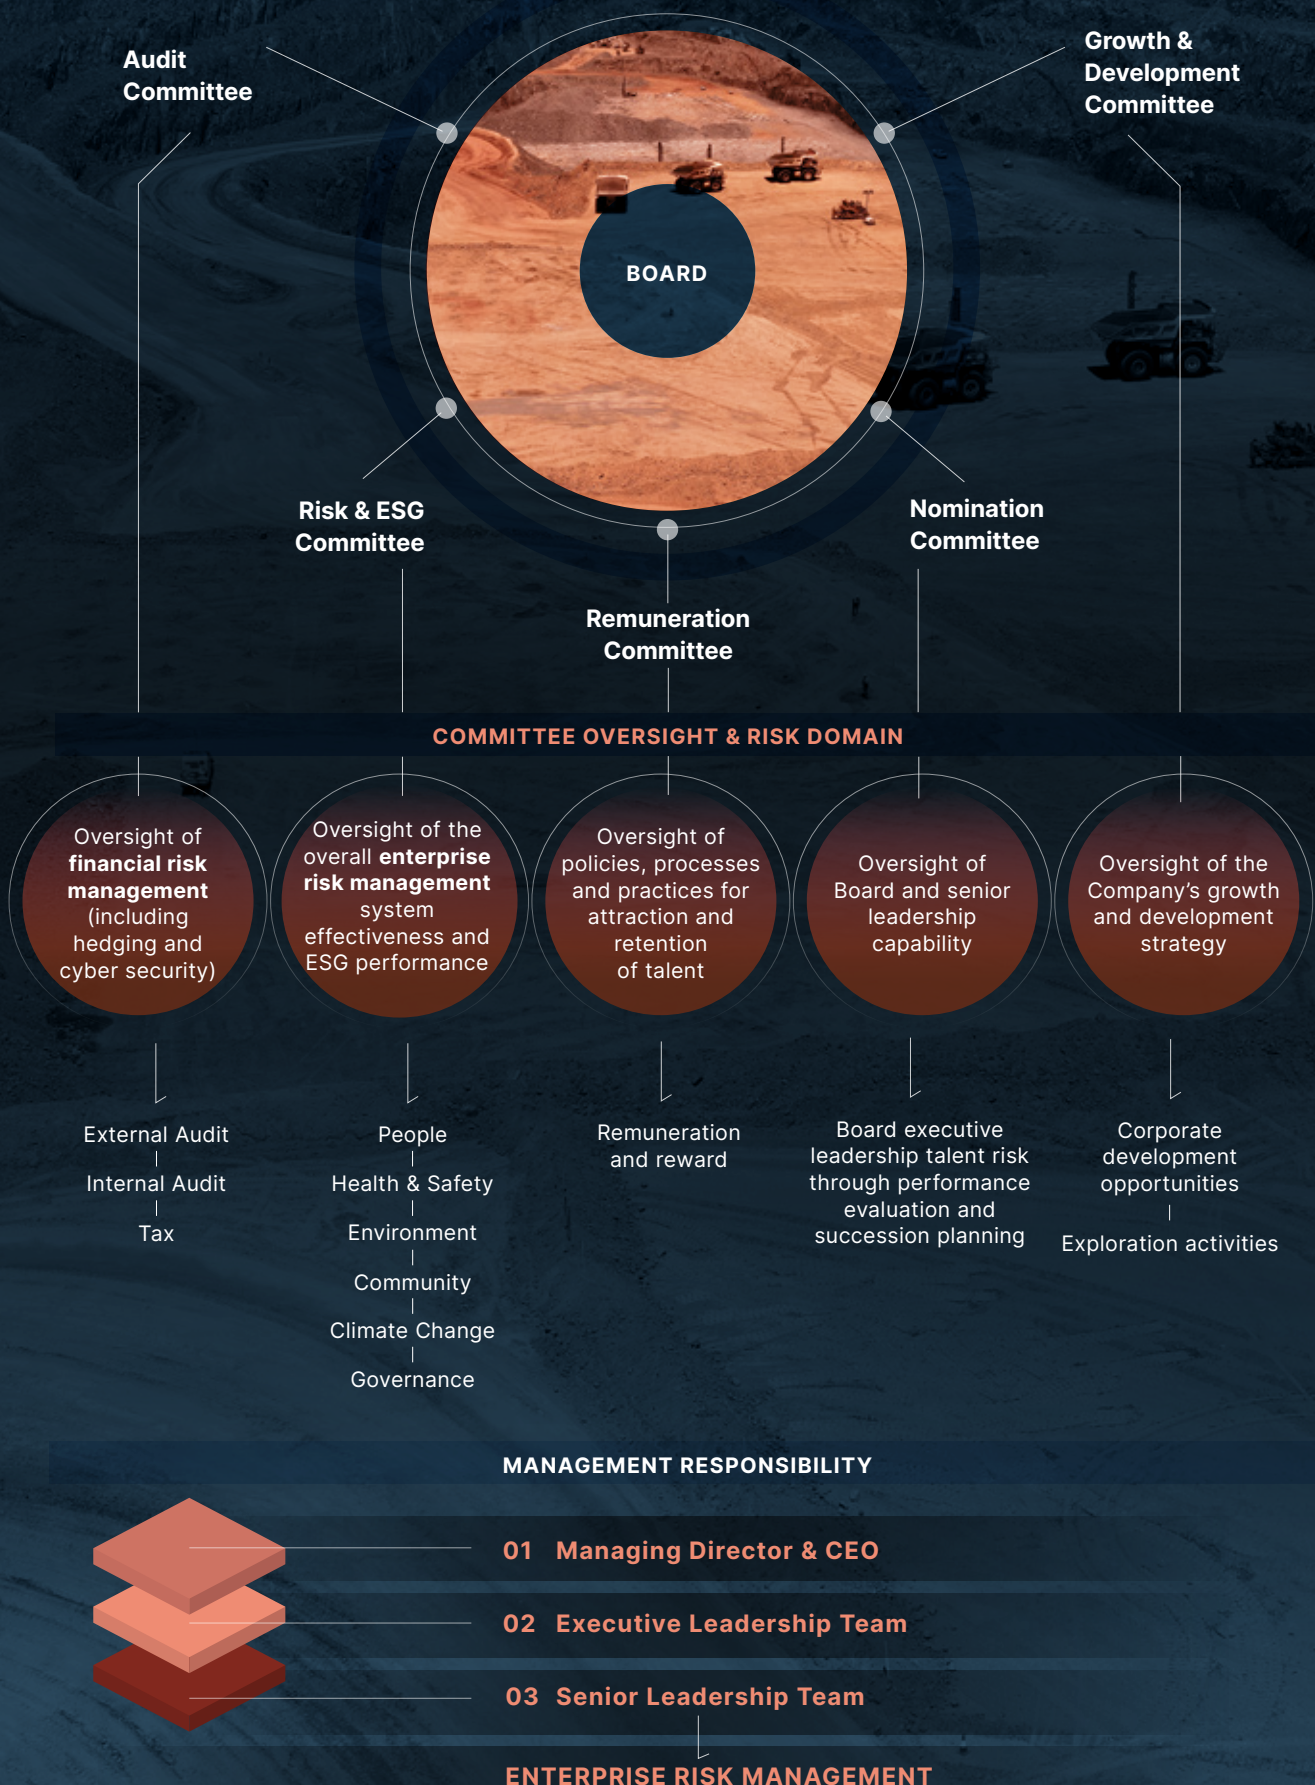 Audit
Committee
Growth &
Development
Committee
BOARD
Risk & ESG
Committee
Nomination
Committee
Remuneration
Committee
COMMITTEE OVERSIGHT & RISK DOMAIN
Oversight of
financial risk
management
(including
hedging and
cyber security)
Oversight of the
overall enterprise
risk management
system
effectiveness and
ESG performance
Oversight of
policies, processes
and practices for
attraction and
retention
of talent
Oversight of
Board and senior
leadership
capability
Oversight of the
Company’s growth
and development
strategy
External Audit
Internal Audit
Tax
People
Health & Safety
Environment
Community
Climate Change
Governance
Remuneration
and reward
Board executive
leadership talent risk
through performance
evaluation and
succession planning
Corporate
development
opportunities
Exploration activities
MANAGEMENT RESPONSIBILITY
01 Managing Director & CEO
02 Executive Leadership Team
03 Senior Leadership Team
ENTERPRISE RISK MANAGEMENT